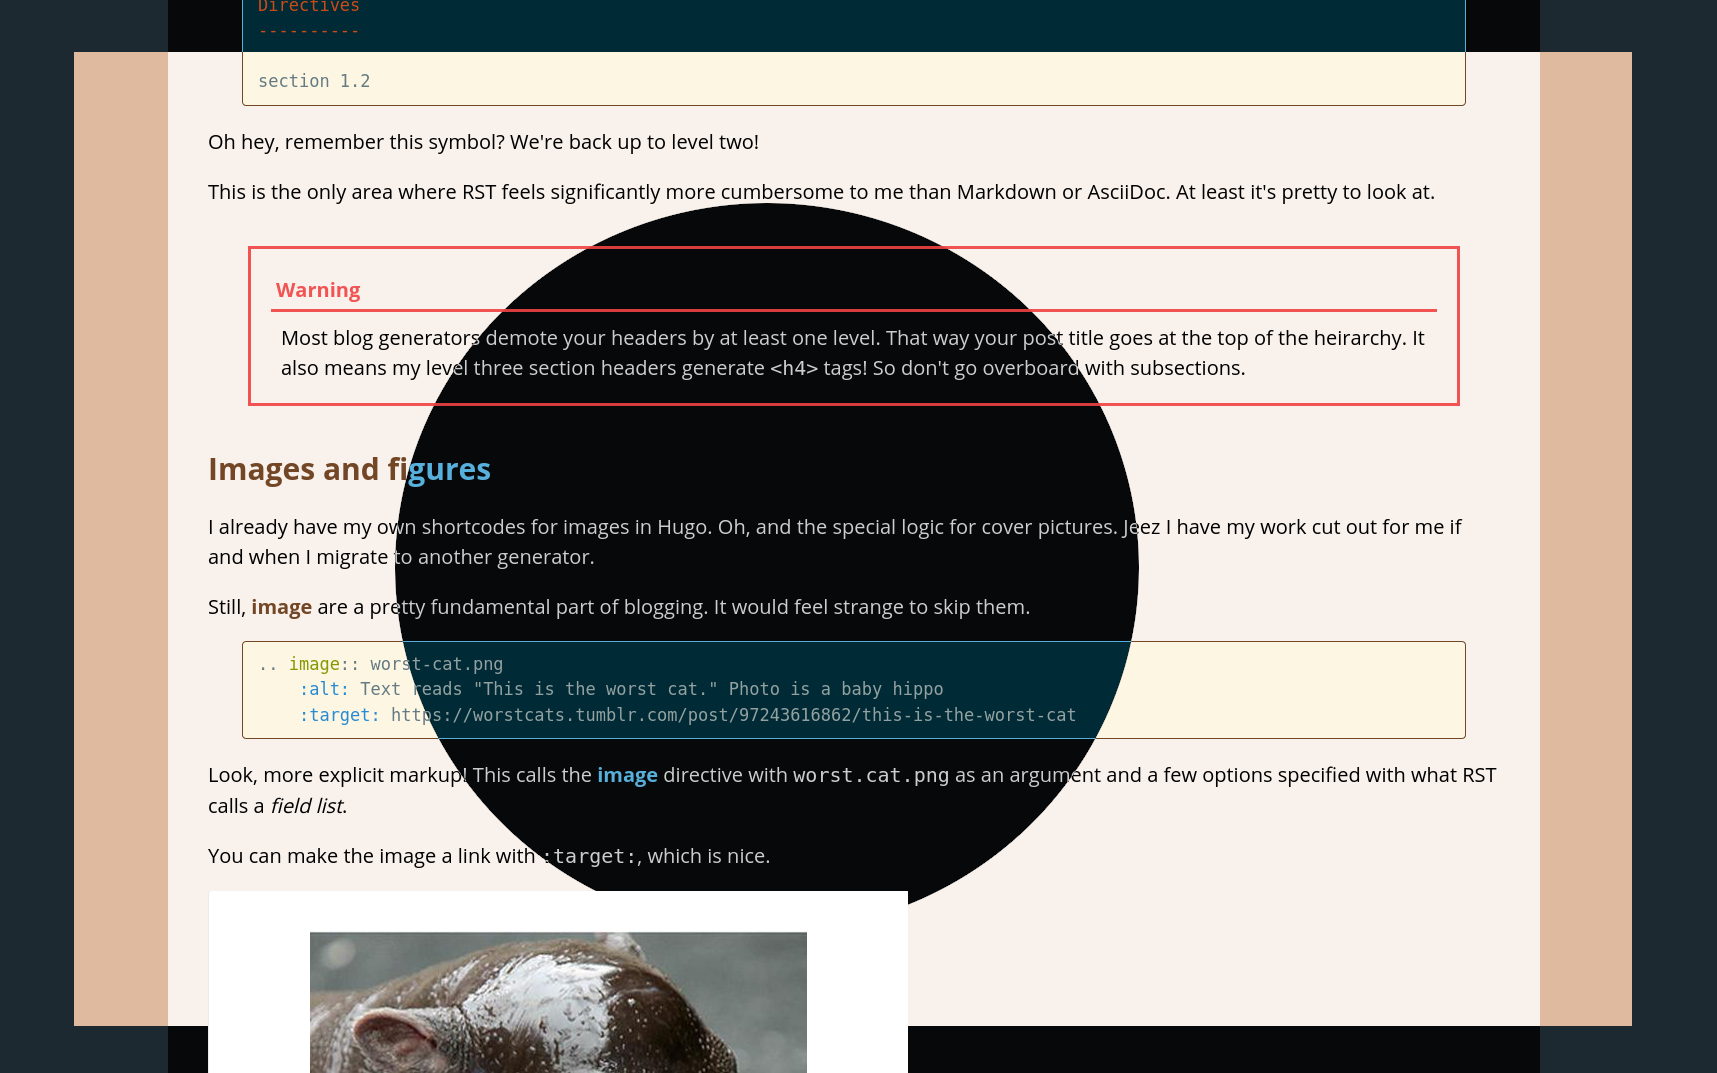 Directives
----------
section 1.2
Oh hey, remember this symbol? We're back up to level two!
This is the only area where RST feels significantly more cumbersome to me than Markdown or AsciiDoc. At least it's pretty to look at.
Warning
Most blog generators demote your headers by at least one level. That way your post title goes at the top of the heirarchy. It
also means my level three section headers generate <h4> tags! So don't go overboard with subsections.
Images and figures
I already have my own shortcodes for images in Hugo. Oh, and the special logic for cover pictures. Jeez I have my work cut out for me if
and when I migrate to another generator.
Still, image are a pretty fundamental part of blogging. It would feel strange to skip them.
.. image:: worst-cat.png
    :alt: Text reads "This is the worst cat." Photo is a baby hippo
    :target: https://worstcats.tumblr.com/post/97243616862/this-is-the-worst-cat
Look, more explicit markup! This calls the image directive with worst.cat.png as an argument and a few options specified with what RST
calls a field list.
You can make the image a link with :target:, which is nice.